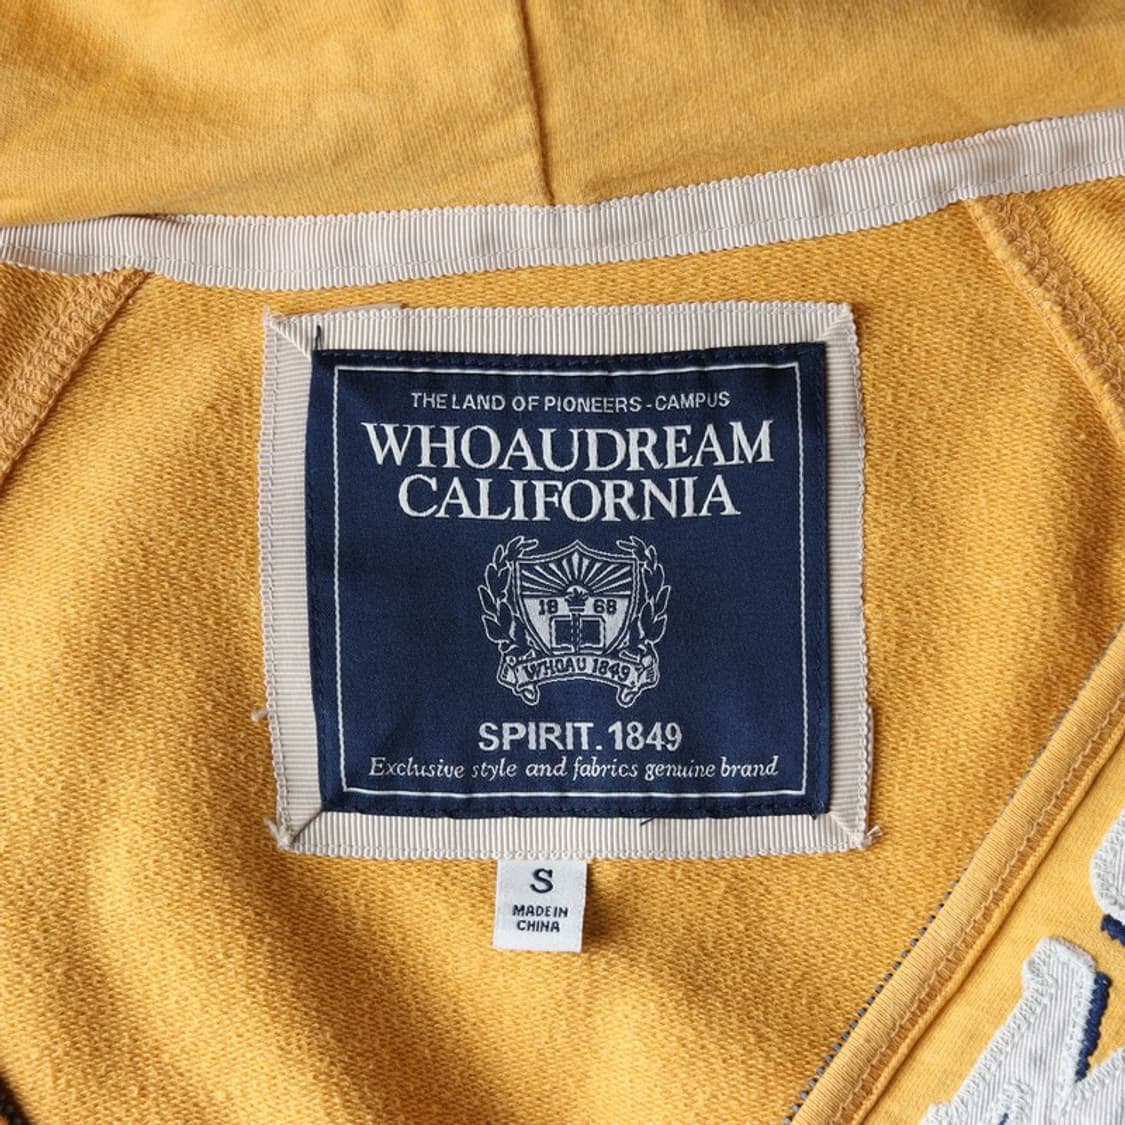 THE LAND OF PIONEERS - CAMPUS
WHOAUDREAM
CALIFORNIA
19 68
WHOAU 1849
SPIRIT. 1849
Exclusive style and fabrics genuine brand
S
MADE IN
CHINA